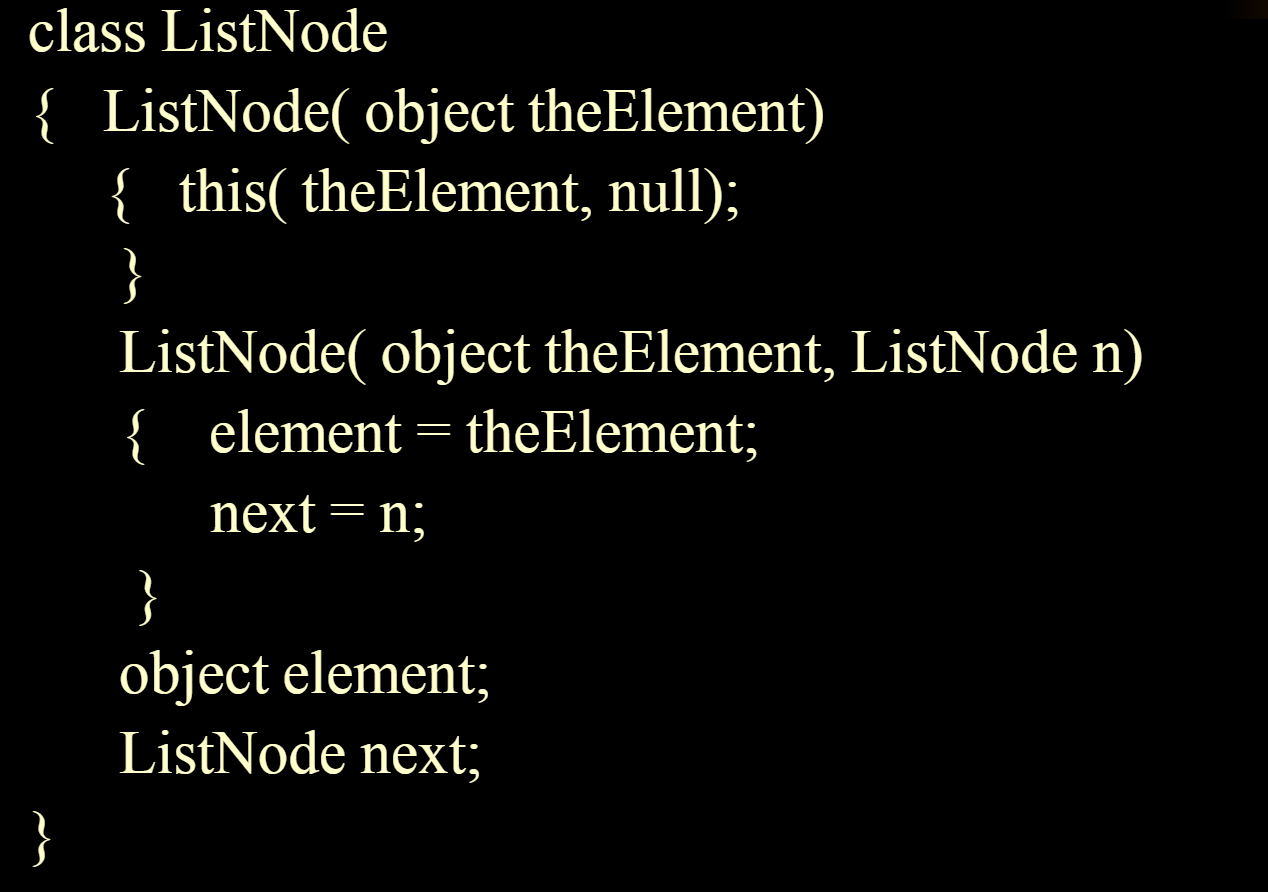 class ListNode
{ ListNode( object theElement)
{ this( theElement, null);
}
ListNode( object theElement, ListNode n)
{ element = theElement;
next = n;
}
object element;
ListNode next;
}